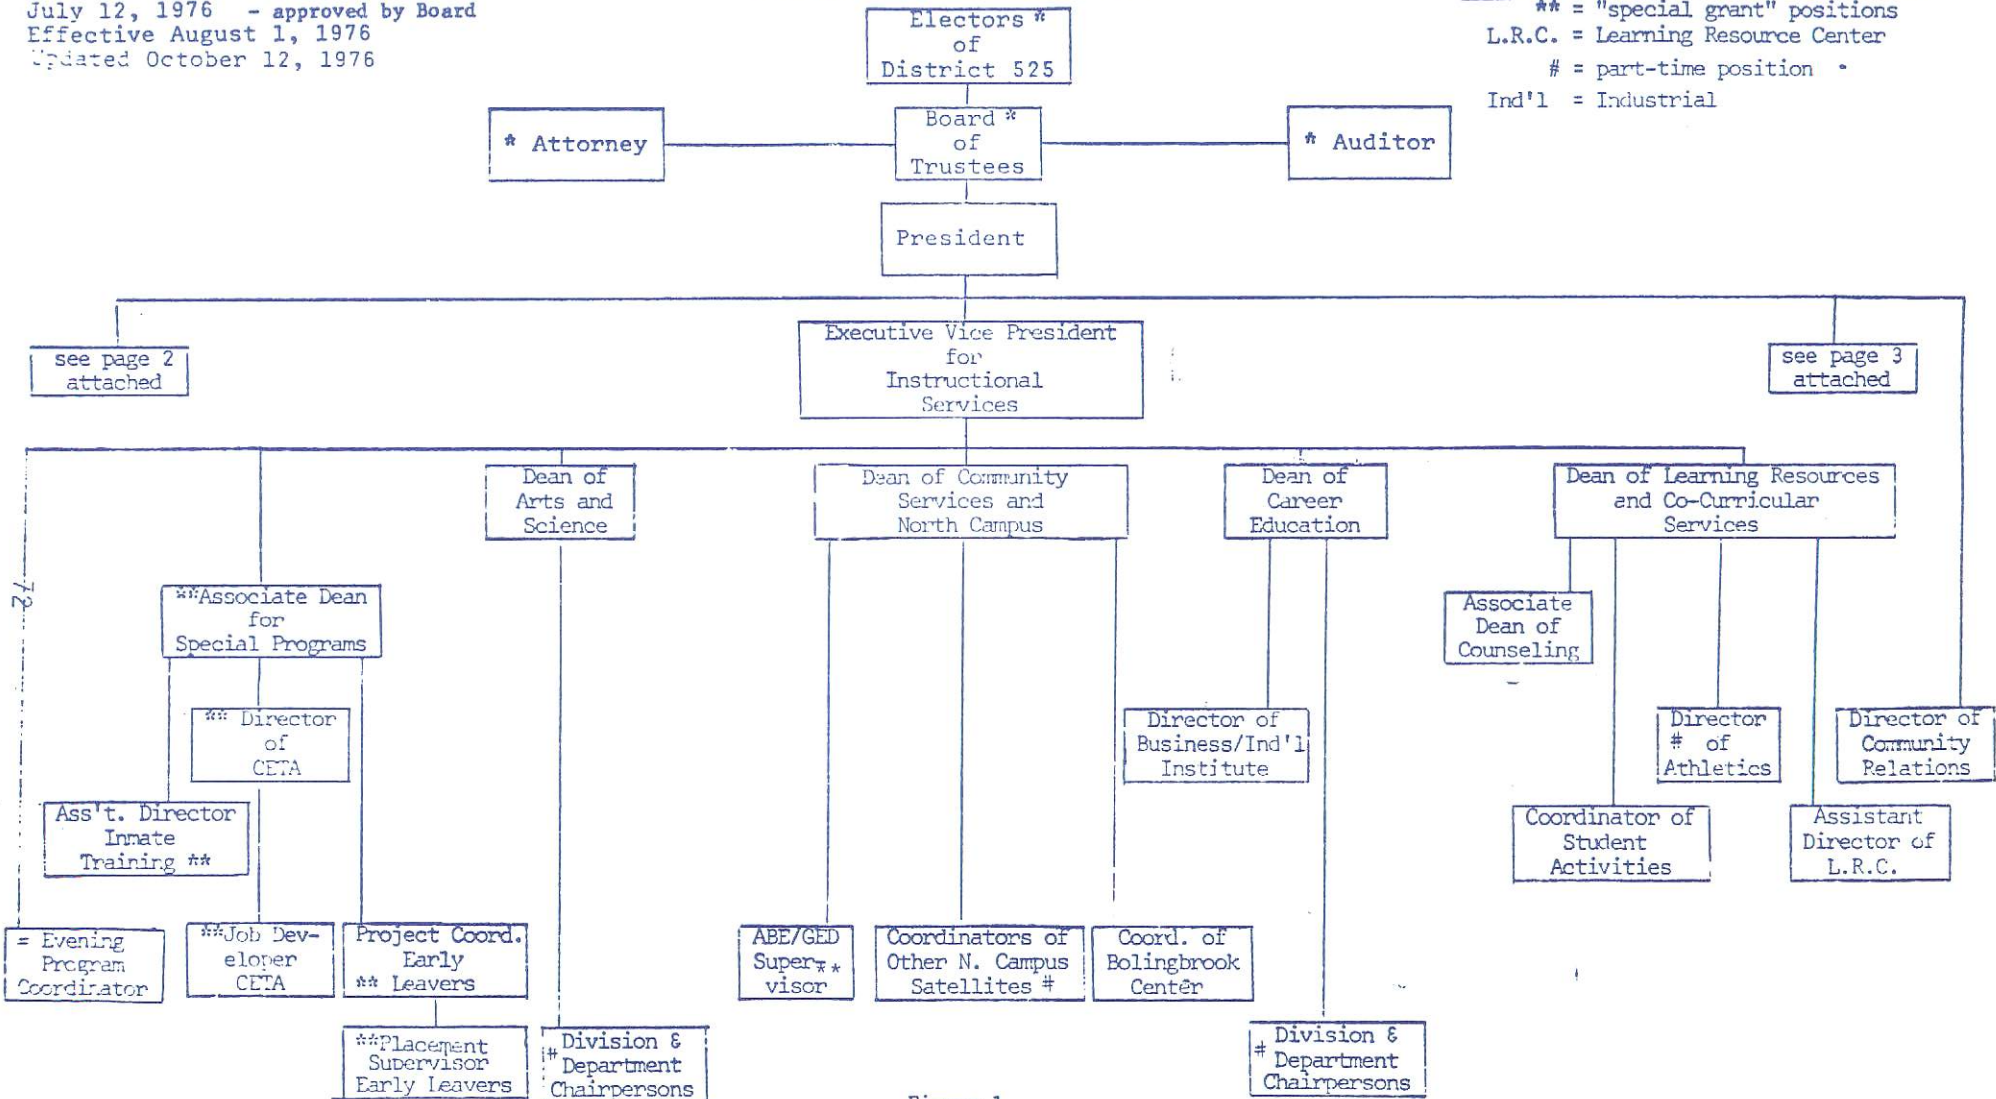 July 12, 1976 - approved by Board
Effective August 1, 1976
Updated October 12, 1976
** = "special grant" positions
L.R.C. = Learning Resource Center
# = part-time position
Ind'l = Industrial
Electors *
of
District 525
* Attorney
Board *
of
Trustees
* Auditor
President
see page 2
attached
Executive Vice President
for
Instructional
Services
see page 3
attached
Dean of
Arts and
Science
Dean of Community
Services and
North Campus
Dean of
Career
Education
Dean of Learning Resources
and Co-Curricular
Services
72
**Associate Dean
for
Special Programs
Associate
Dean of
Counseling
** Director
of
CETA
Director of
Business/Ind'l
Institute
Director
# of
Athletics
Director of
Community
Relations
Ass't. Director
Inmate
Training **
Coordinator of
Student
Activities
Assistant
Director of
L.R.C.
= Evening
Program
Coordinator
**Job Dev-
eloper
CETA
Project Coord.
Early
** Leavers
ABE/GED
Super**
visor
Coordinators of
Other N. Campus
Satellites #
Coord. of
Bolingbrook
Center
**Placement
Supervisor
Early Leavers
# Division &
Department
Chairpersons
Division &
# Department
Chairpersons